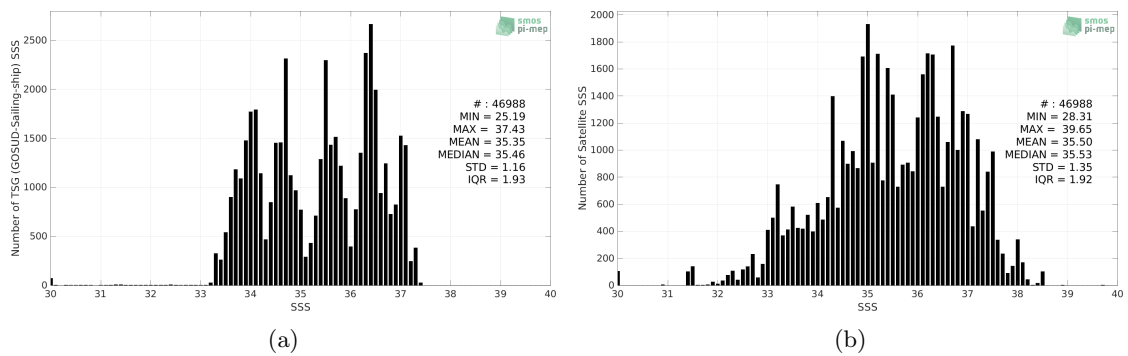 smos
pi-mep
Number of TSG (GOSUD-Sailing-ship) SSS
2500
2000
1500
1000
500
0
# : 46988
MIN = 25.19
MAX = 37.43
MEAN = 35.35
MEDIAN = 35.46
STD = 1.16
IQR = 1.93
30 31 32 33 34 35 36 37 38 39 40
SSS
(a)
smos
pi-mep
Number of Satellite SSS
2000
1800
1600
1400
1200
1000
800
600
400
200
0
# : 46988
MIN = 28.31
MAX = 39.65
MEAN = 35.50
MEDIAN = 35.53
STD = 1.35
IQR = 1.92
30 31 32 33 34 35 36 37 38 39 40
SSS
(b)